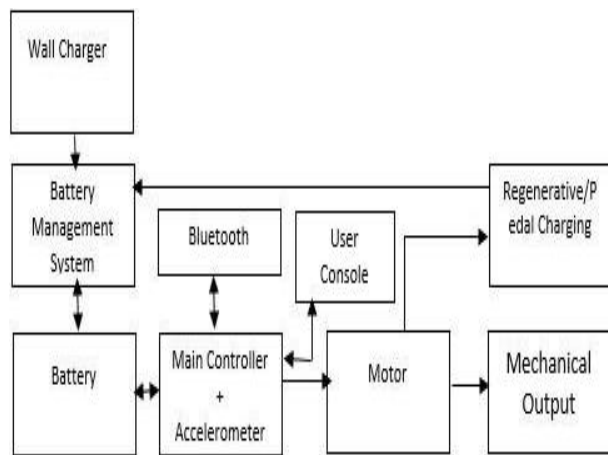 Wall Charger
Battery
Management
System
Regenerative/P
edal Charging
Bluetooth
User
Console
Battery
Main Controller
+
Accelerometer
Motor
Mechanical
Output